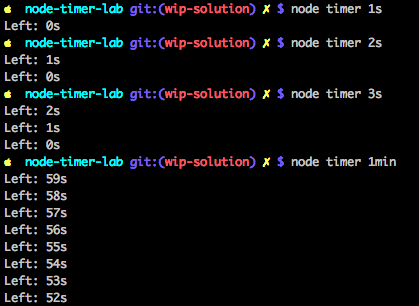 node-timer-lab git:(wip-solution) ✗ $ node timer 1s
Left: 0s
node-timer-lab git:(wip-solution) ✗ $ node timer 2s
Left: 1s
Left: 0s
node-timer-lab git:(wip-solution) ✗ $ node timer 3s
Left: 2s
Left: 1s
Left: 0s
node-timer-lab git:(wip-solution) ✗ $ node timer 1min
Left: 59s
Left: 58s
Left: 57s
Left: 56s
Left: 55s
Left: 54s
Left: 53s
Left: 52s